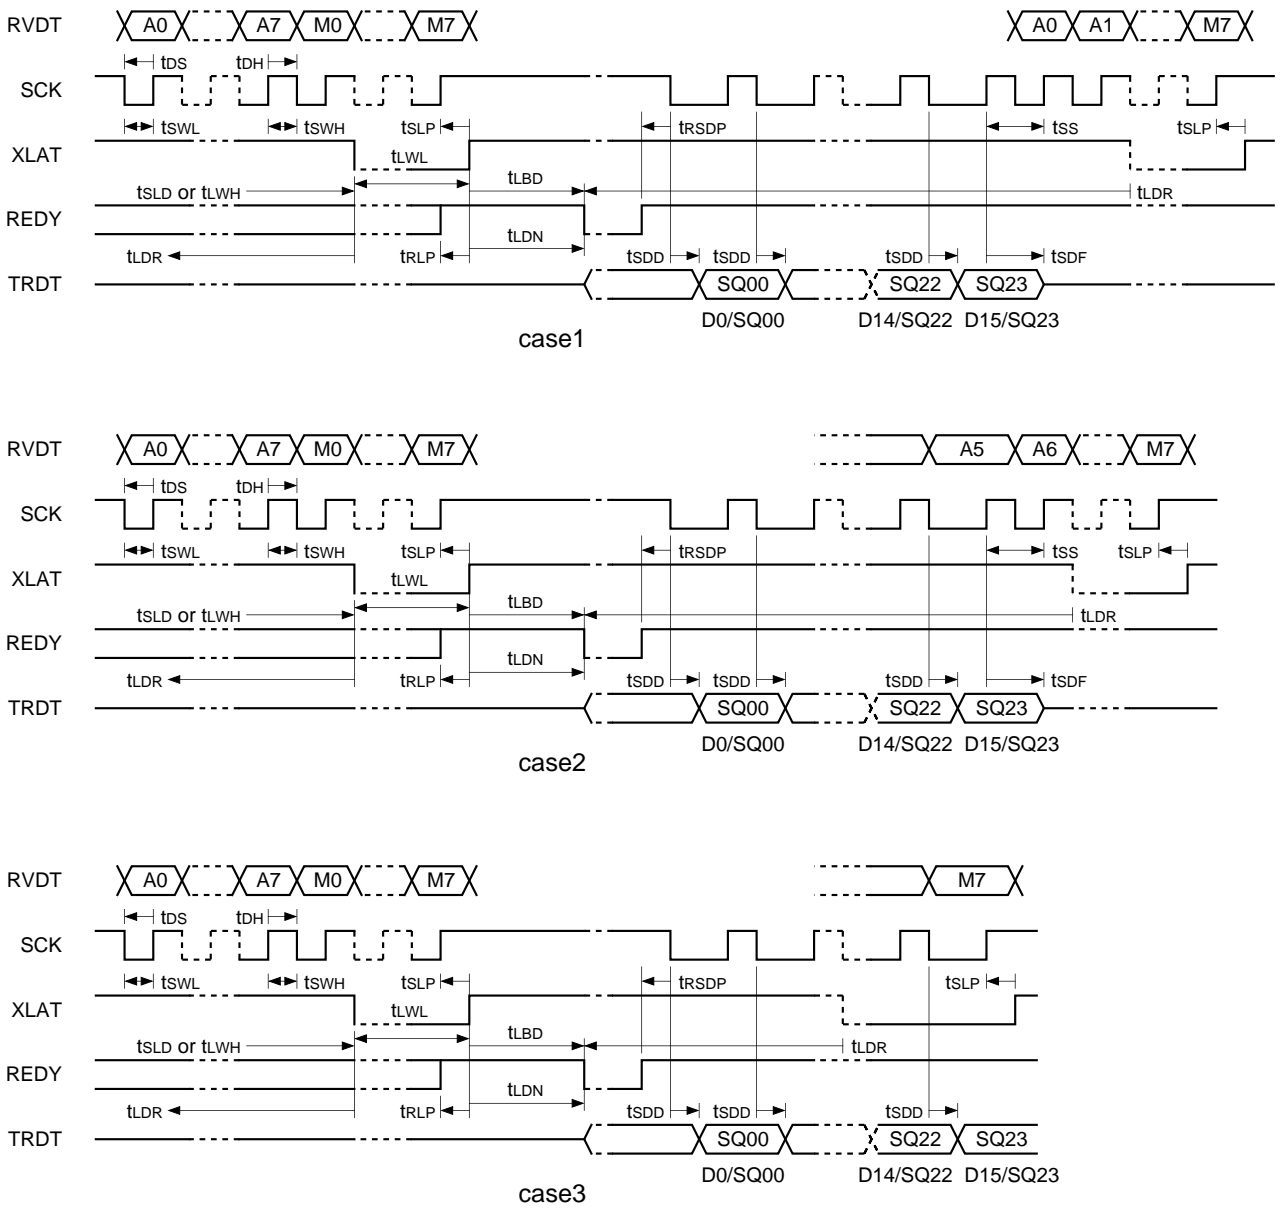 RVDT A0 A7 M0 M7 A0 A1 M7
tDS tDH
SCK
tSWL tSWH tSLP tRSDP tSS tSLP
XLAT
tLWL
tSLD or tLWH tLBD tLDR
REDY
tLDN
tLDR tRLP tSDD tSDD tSDD tSDF
TRDT SQ00 SQ22 SQ23
D0/SQ00 D14/SQ22 D15/SQ23
case1
RVDT A0 A7 M0 M7 A5 A6 M7
tDS tDH
SCK
tSWL tSWH tSLP tRSDP tSS tSLP
XLAT
tLWL
tSLD or tLWH tLBD tLDR
REDY
tLDN
tLDR tRLP tSDD tSDD tSDD tSDF
TRDT SQ00 SQ22 SQ23
D0/SQ00 D14/SQ22 D15/SQ23
case2
RVDT A0 A7 M0 M7 M7
tDS tDH
SCK
tSWL tSWH tSLP tRSDP tSLP
XLAT
tLWL
tSLD or tLWH tLBD tLDR
REDY
tLDN
tLDR tRLP tSDD tSDD tSDD
TRDT SQ00 SQ22 SQ23
D0/SQ00 D14/SQ22 D15/SQ23
case3